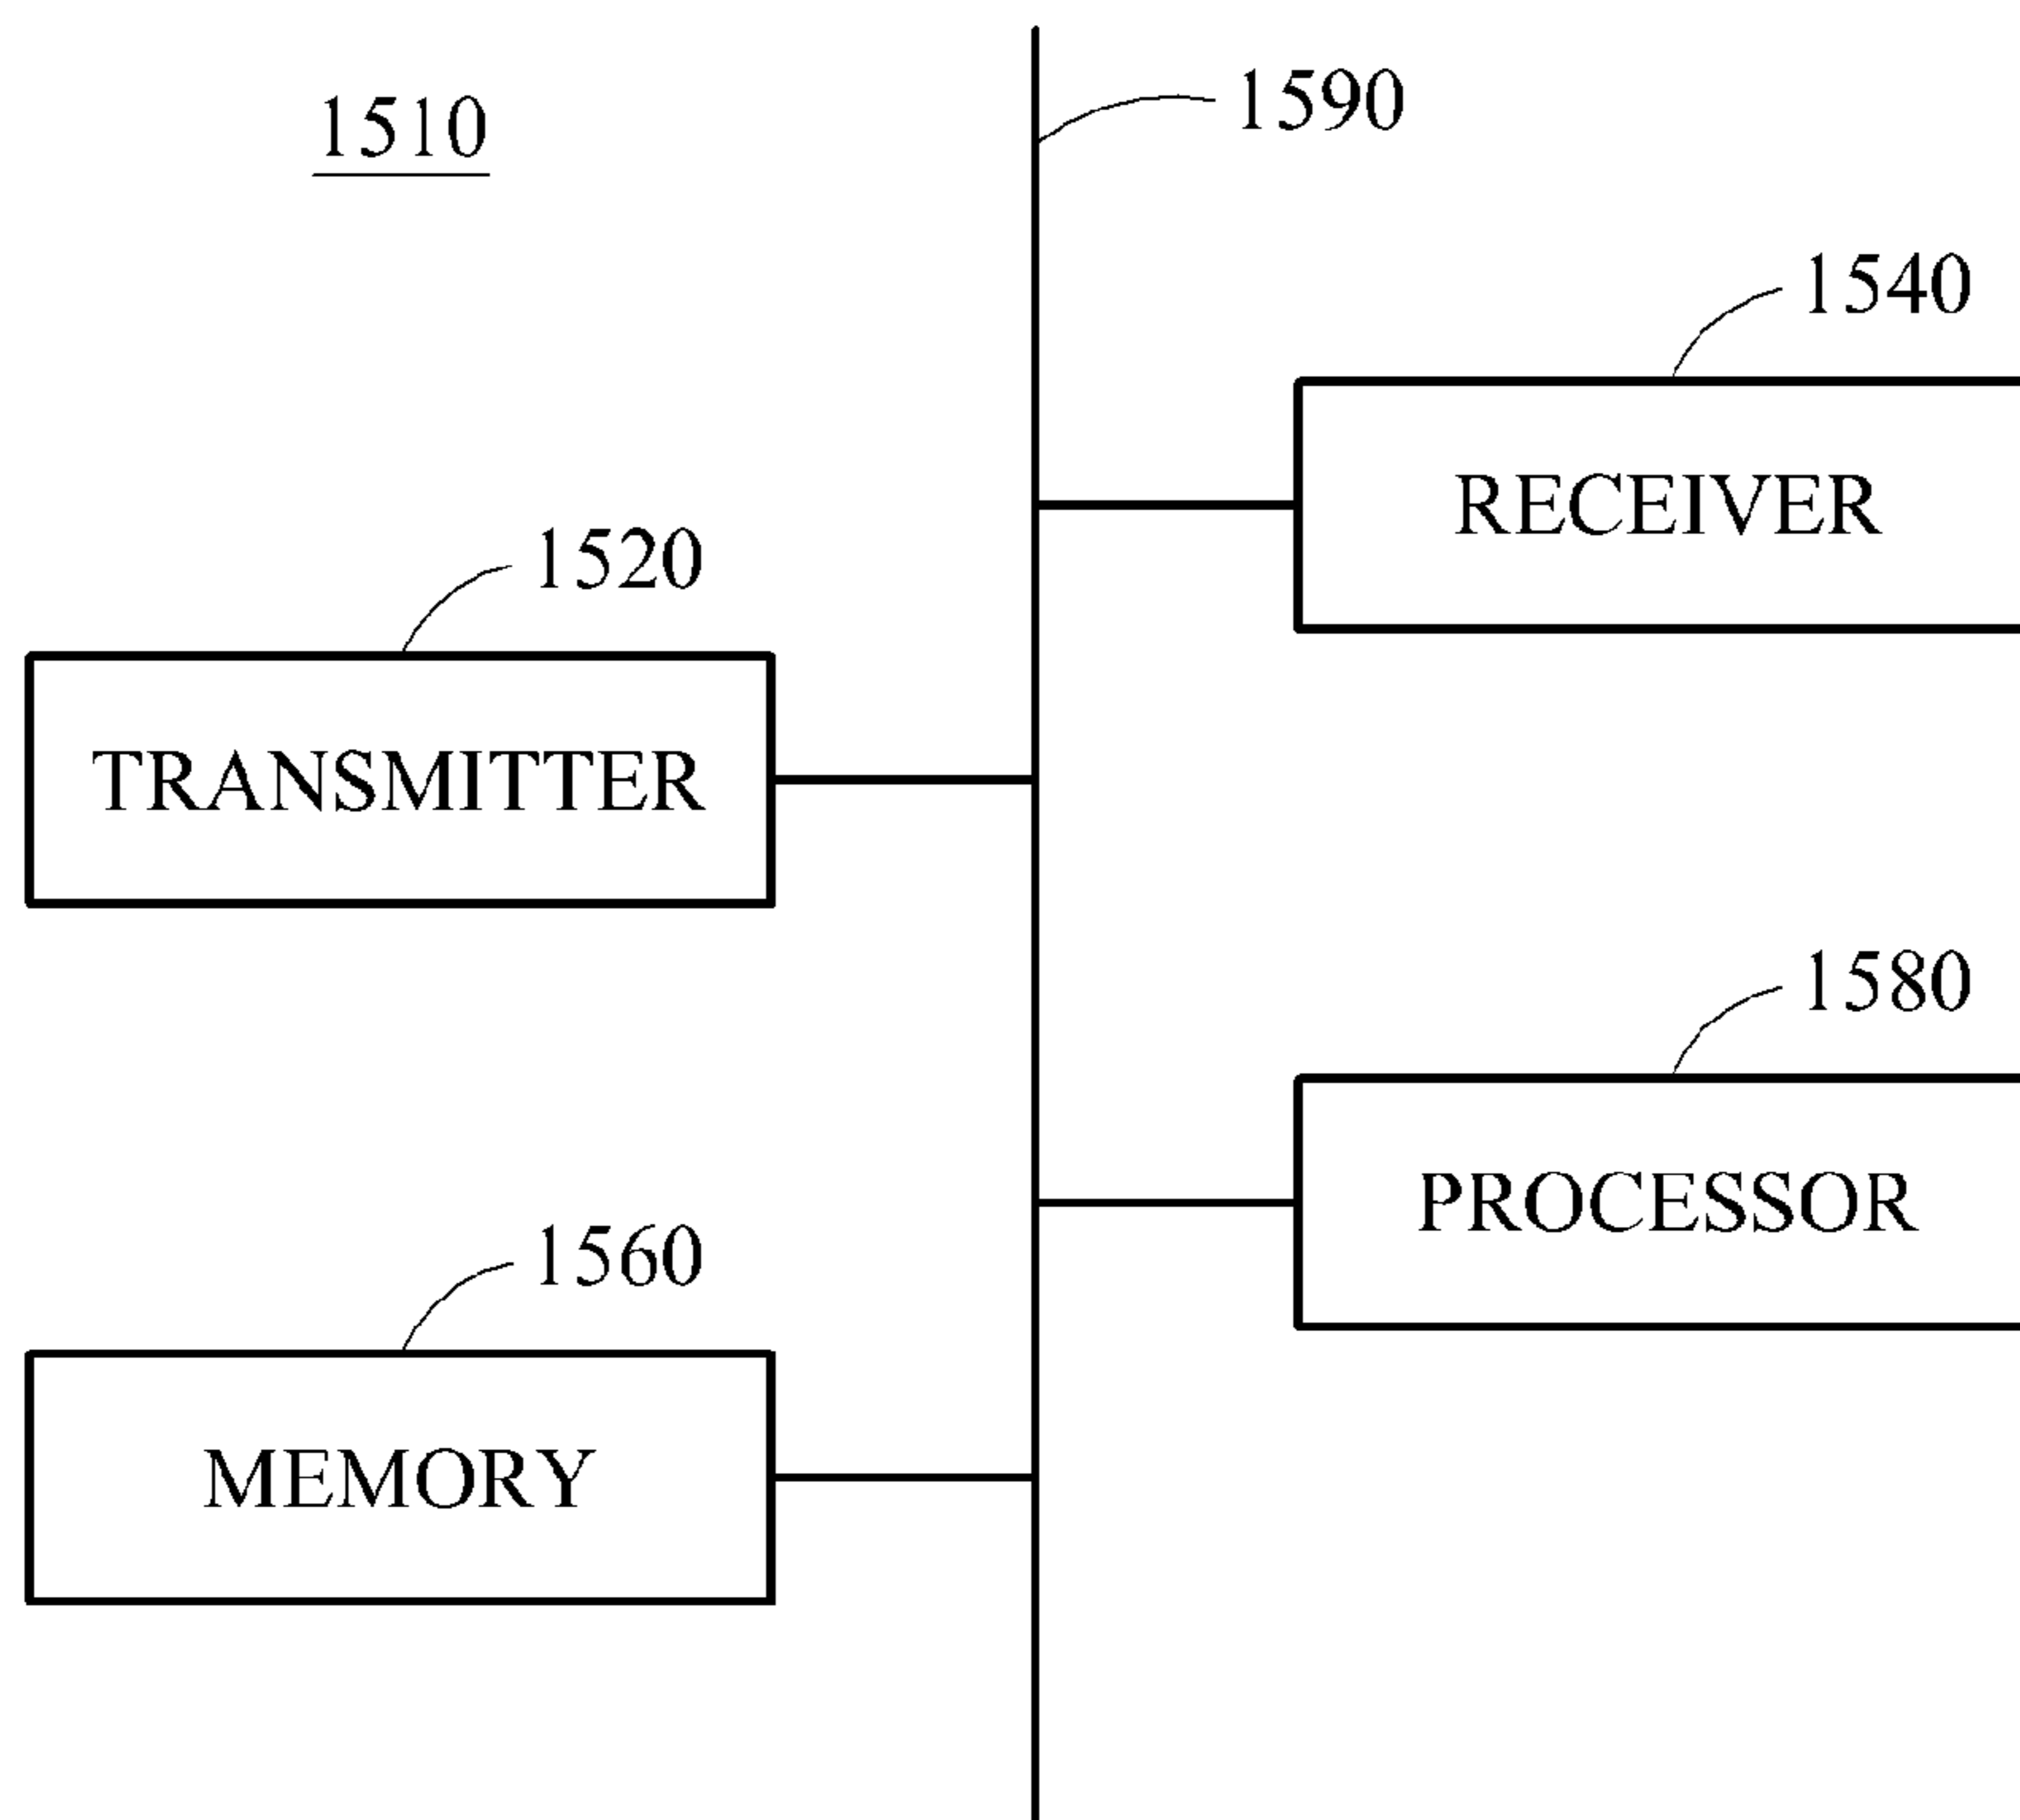 1510
1590
1540
RECEIVER
1520
TRANSMITTER
1580
PROCESSOR
1560
MEMORY